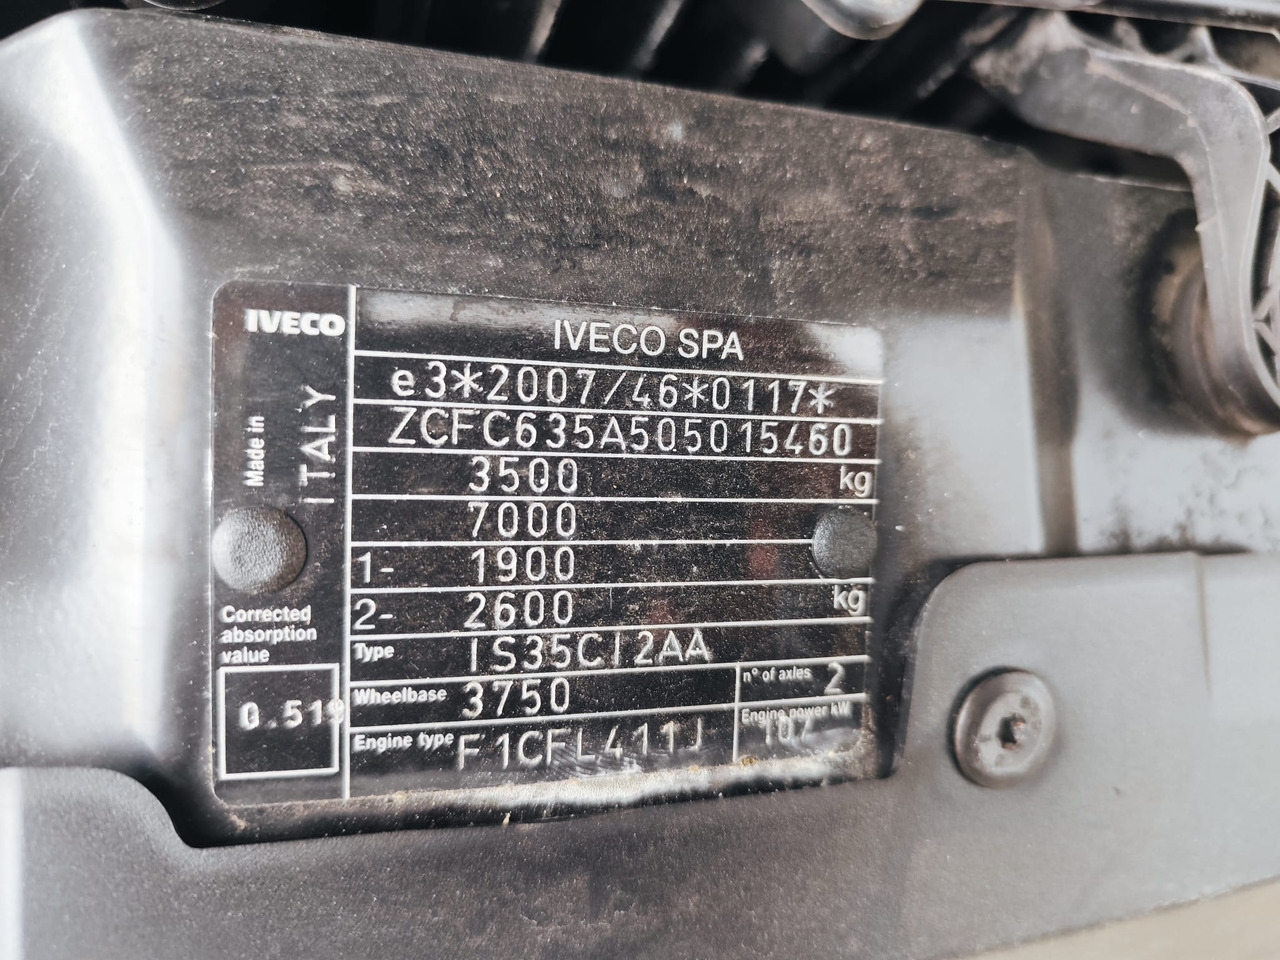 IVECO
IVECO SPA
Made in
ITALY
e3*2007/46*0117*
ZCFC635A505015460
3500 kg
7000
1- 1900
2- 2600 kg
Corrected
absorption
value
Type IS35CI2AA
0.519
Wheelbase 3750
n° of axles 2
Engine type F1CFL411J
Engine power kW
107